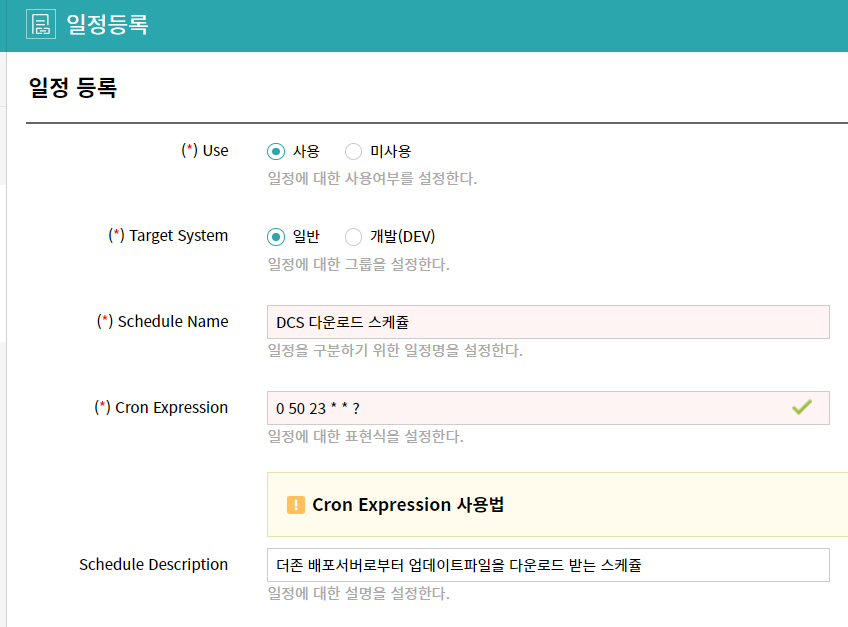 일정등록
일정 등록
(*) Use 사용 미사용
일정에 대한 사용여부를 설정한다.
(*) Target System 일반 개발(DEV)
일정에 대한 그룹을 설정한다.
(*) Schedule Name DCS 다운로드 스케쥴
일정을 구분하기 위한 일정명을 설정한다.
(*) Cron Expression 0 50 23 * * ?
일정에 대한 표현식을 설정한다.
! Cron Expression 사용법
Schedule Description 더존 배포서버로부터 업데이트파일을 다운로드 받는 스케쥴
일정에 대한 설명을 설정한다.